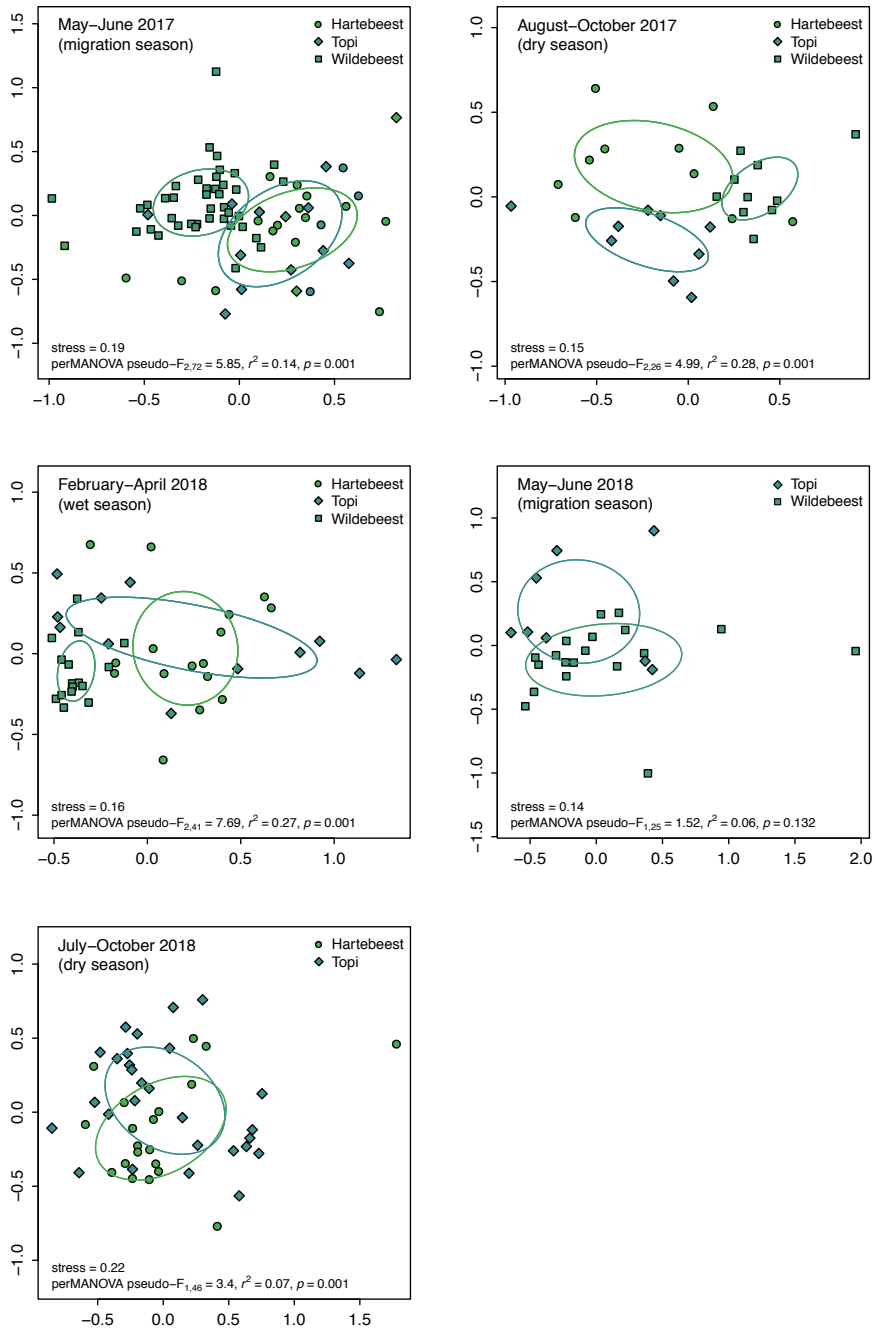 May–June 2017
(migration season)
Hartebeest
Topi
Wildebeest
1.5
1.0
0.5
0.0
−0.5
−1.0
stress = 0.19
perMANOVA pseudo−F2,72 = 5.85, r2 = 0.14, p = 0.001
−1.0 −0.5 0.0 0.5
August–October 2017
(dry season)
Hartebeest
Topi
Wildebeest
1.0
0.5
0.0
−0.5
−1.0
stress = 0.15
perMANOVA pseudo−F2,26 = 4.99, r2 = 0.28, p = 0.001
−1.0 −0.5 0.0 0.5
February–April 2018
(wet season)
Hartebeest
Topi
Wildebeest
1.0
0.5
0.0
−0.5
−1.0
stress = 0.16
perMANOVA pseudo−F2,41 = 7.69, r2 = 0.27, p = 0.001
−0.5 0.0 0.5 1.0
May–June 2018
(migration season)
Topi
Wildebeest
1.0
0.5
0.0
−0.5
−1.0
−1.5
stress = 0.14
perMANOVA pseudo−F1,25 = 1.52, r2 = 0.06, p = 0.132
−0.5 0.0 0.5 1.0 1.5 2.0
July–October 2018
(dry season)
Hartebeest
Topi
1.0
0.5
0.0
−0.5
−1.0
stress = 0.22
perMANOVA pseudo−F1,46 = 3.4, r2 = 0.07, p = 0.001
−0.5 0.0 0.5 1.0 1.5